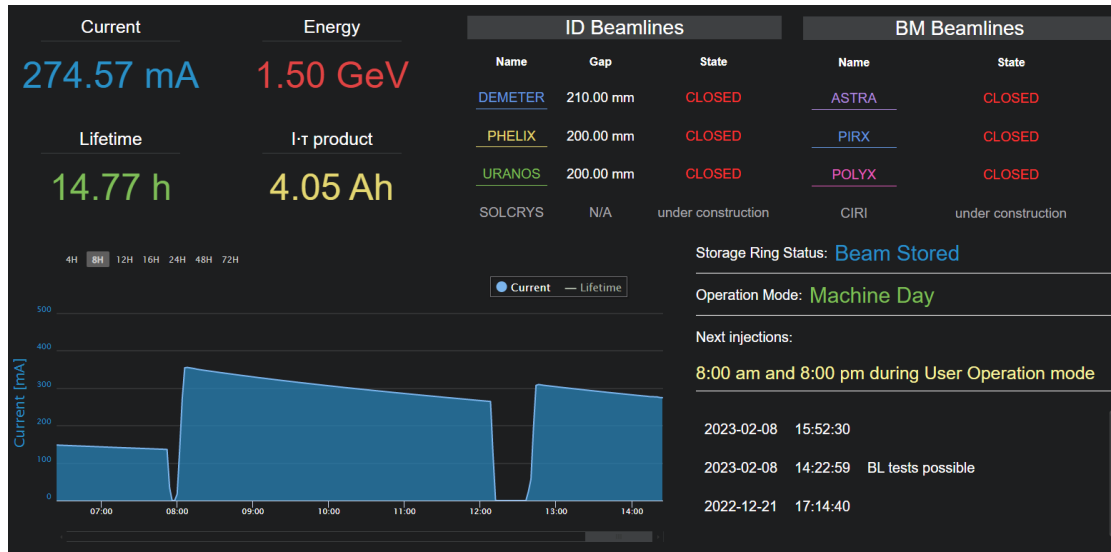 Current Energy
274.57 mA 1.50 GeV
Lifetime I·τ product
14.77 h 4.05 Ah
ID Beamlines
Name Gap State
DEMETER 210.00 mm CLOSED
PHELIX 200.00 mm CLOSED
URANOS 200.00 mm CLOSED
SOLCRYS N/A under construction
BM Beamlines
Name State
ASTRA CLOSED
PIRX CLOSED
POLYX CLOSED
CIRI under construction
4H 8H 12H 16H 24H 48H 72H
Current Lifetime
Current [mA]
500
400
300
200
100
0
07:00 08:00 09:00 10:00 11:00 12:00 13:00 14:00
Storage Ring Status: Beam Stored
Operation Mode: Machine Day
Next injections:
8:00 am and 8:00 pm during User Operation mode
2023-02-08 15:52:30
2023-02-08 14:22:59 BL tests possible
2022-12-21 17:14:40